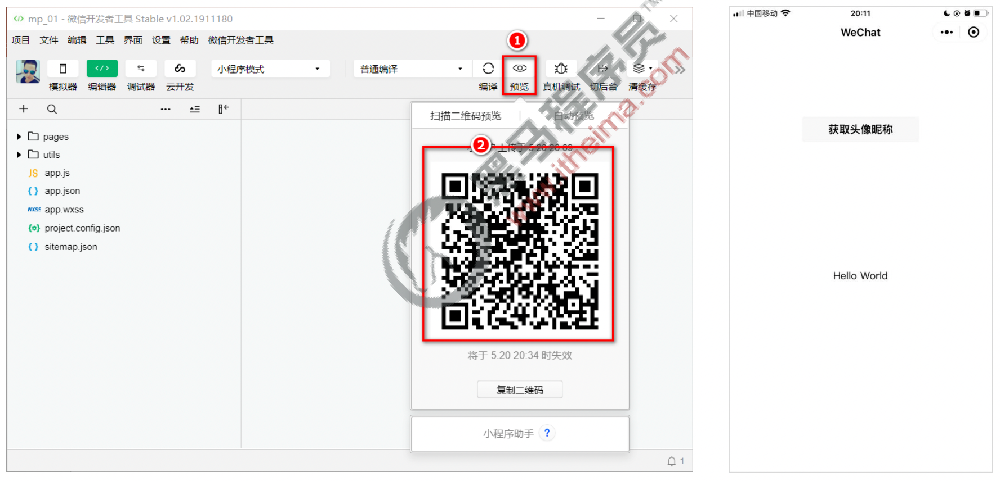 mp_01 - 微信开发者工具 Stable v1.02.1911180
项目 文件 编辑 工具 界面 设置 帮助 微信开发者工具
1
小程序模式
普通编译
模拟器 编辑器 调试器 云开发
编译 预览 真机调试 切后台 清缓存
扫描二维码预览 | 自动预览
2
上传于 5.20 20:09
pages
utils
JS app.js
{ } app.json
wxss app.wxss
project.config.json
{ } sitemap.json
将于 5.20 20:34 时失效
复制二维码
小程序助手 ?
1
黑马程序员 TM
www.itheima.com
中国移动 20:11
WeChat
获取头像昵称
Hello World